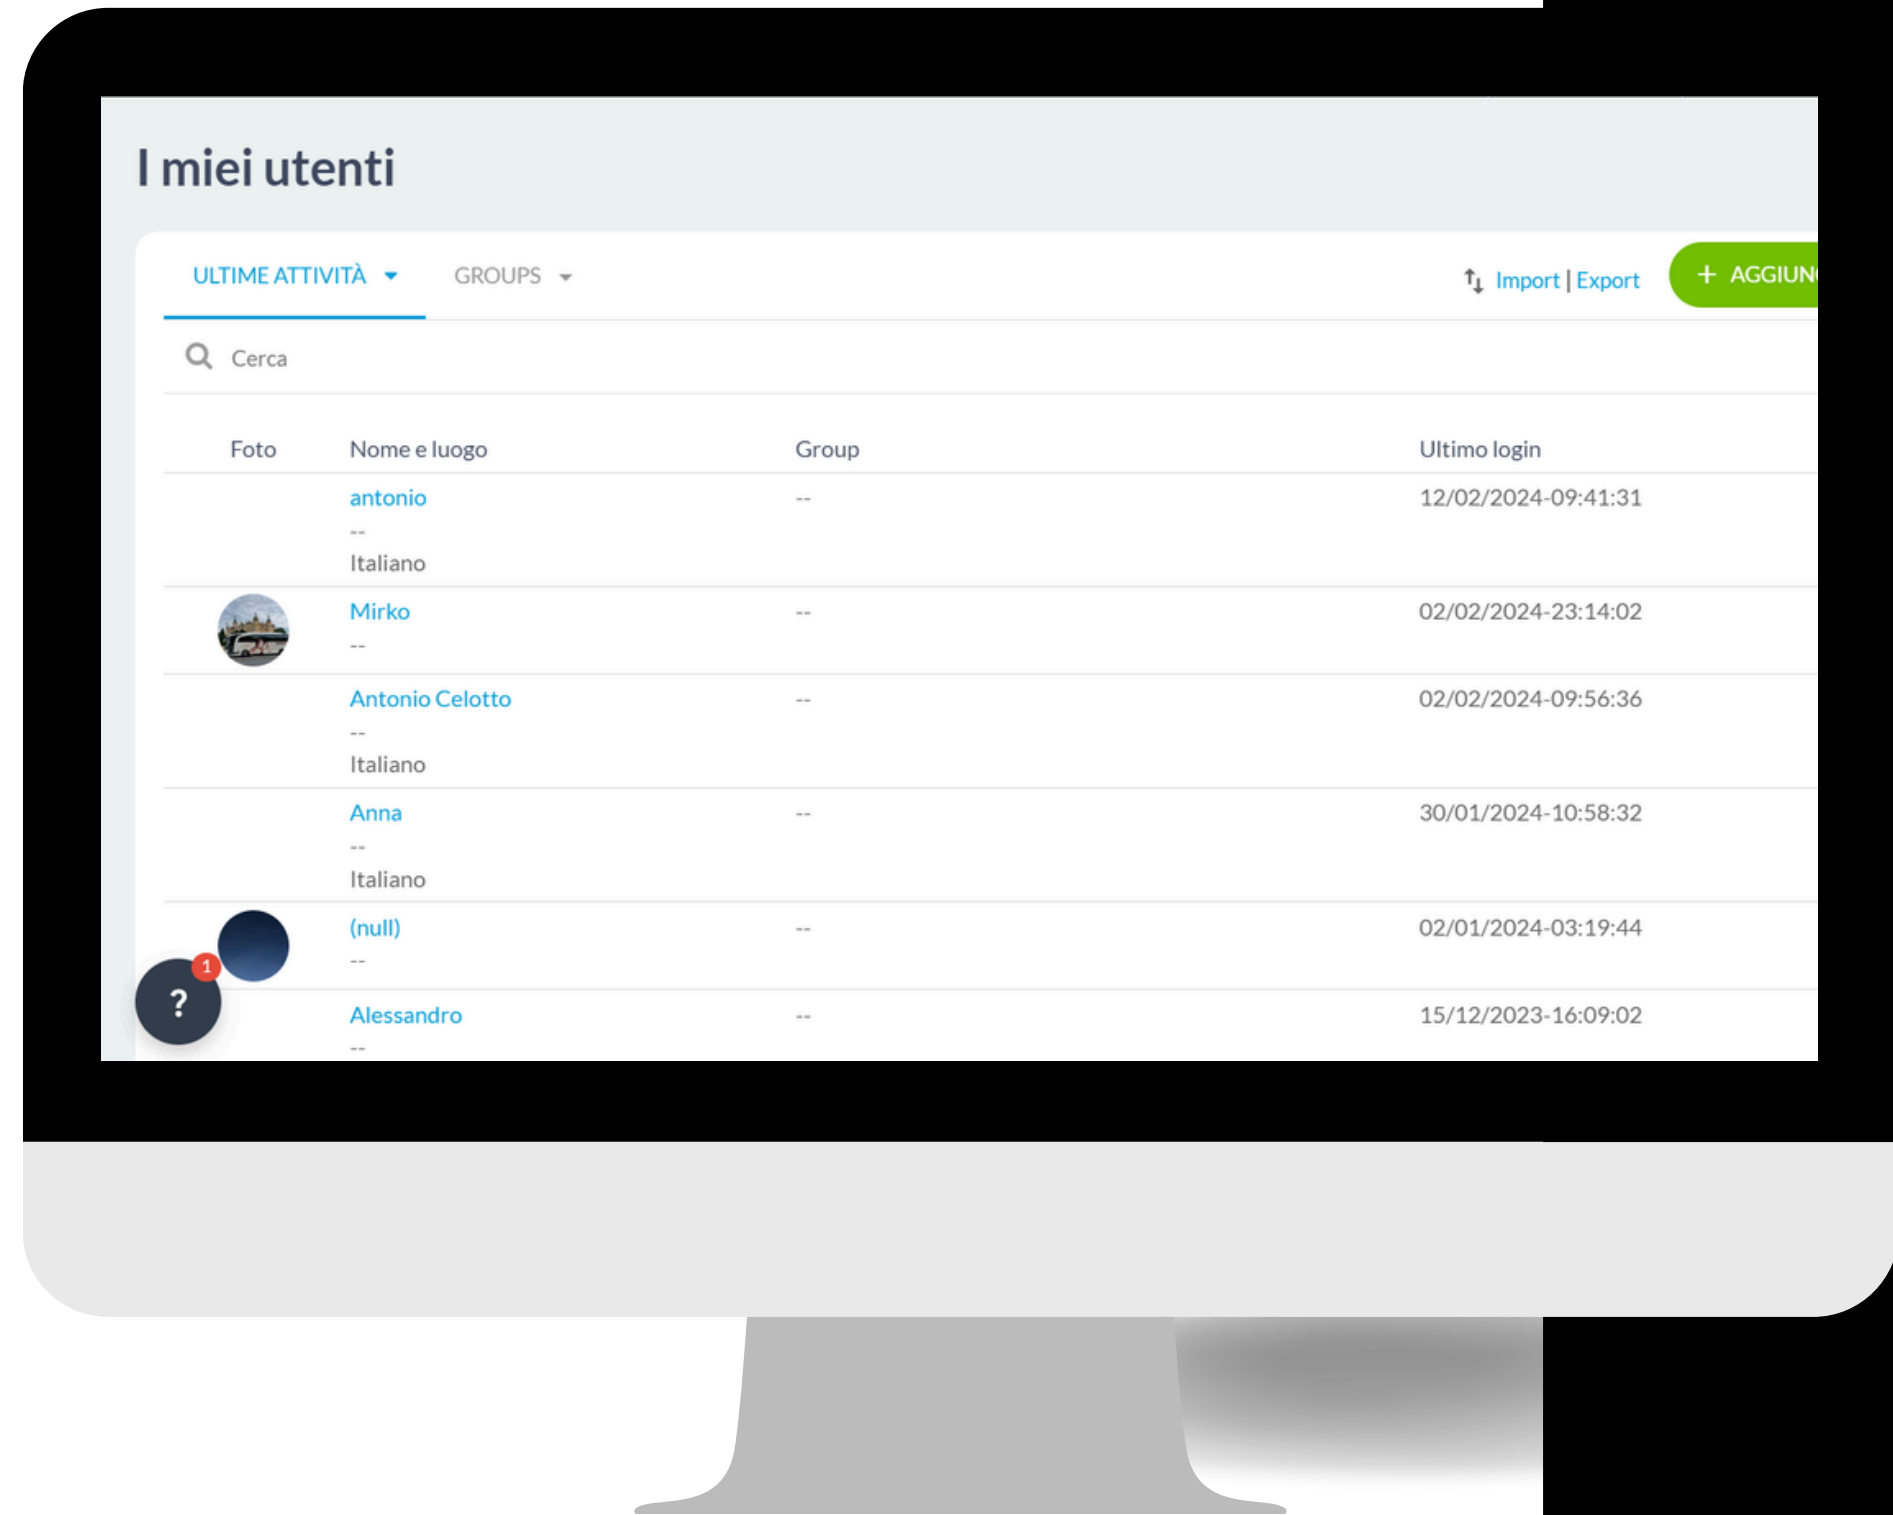 I miei utenti
ULTIME ATTIVITÀ GROUPS Import | Export + AGGIUN
Cerca
Foto Nome e luogo Group Ultimo login
antonio -- 12/02/2024-09:41:31
--
Italiano
Mirko -- 02/02/2024-23:14:02
--
Antonio Celotto -- 02/02/2024-09:56:36
--
Italiano
Anna -- 30/01/2024-10:58:32
--
Italiano
(null) -- 02/01/2024-03:19:44
--
1
?
Alessandro -- 15/12/2023-16:09:02
--